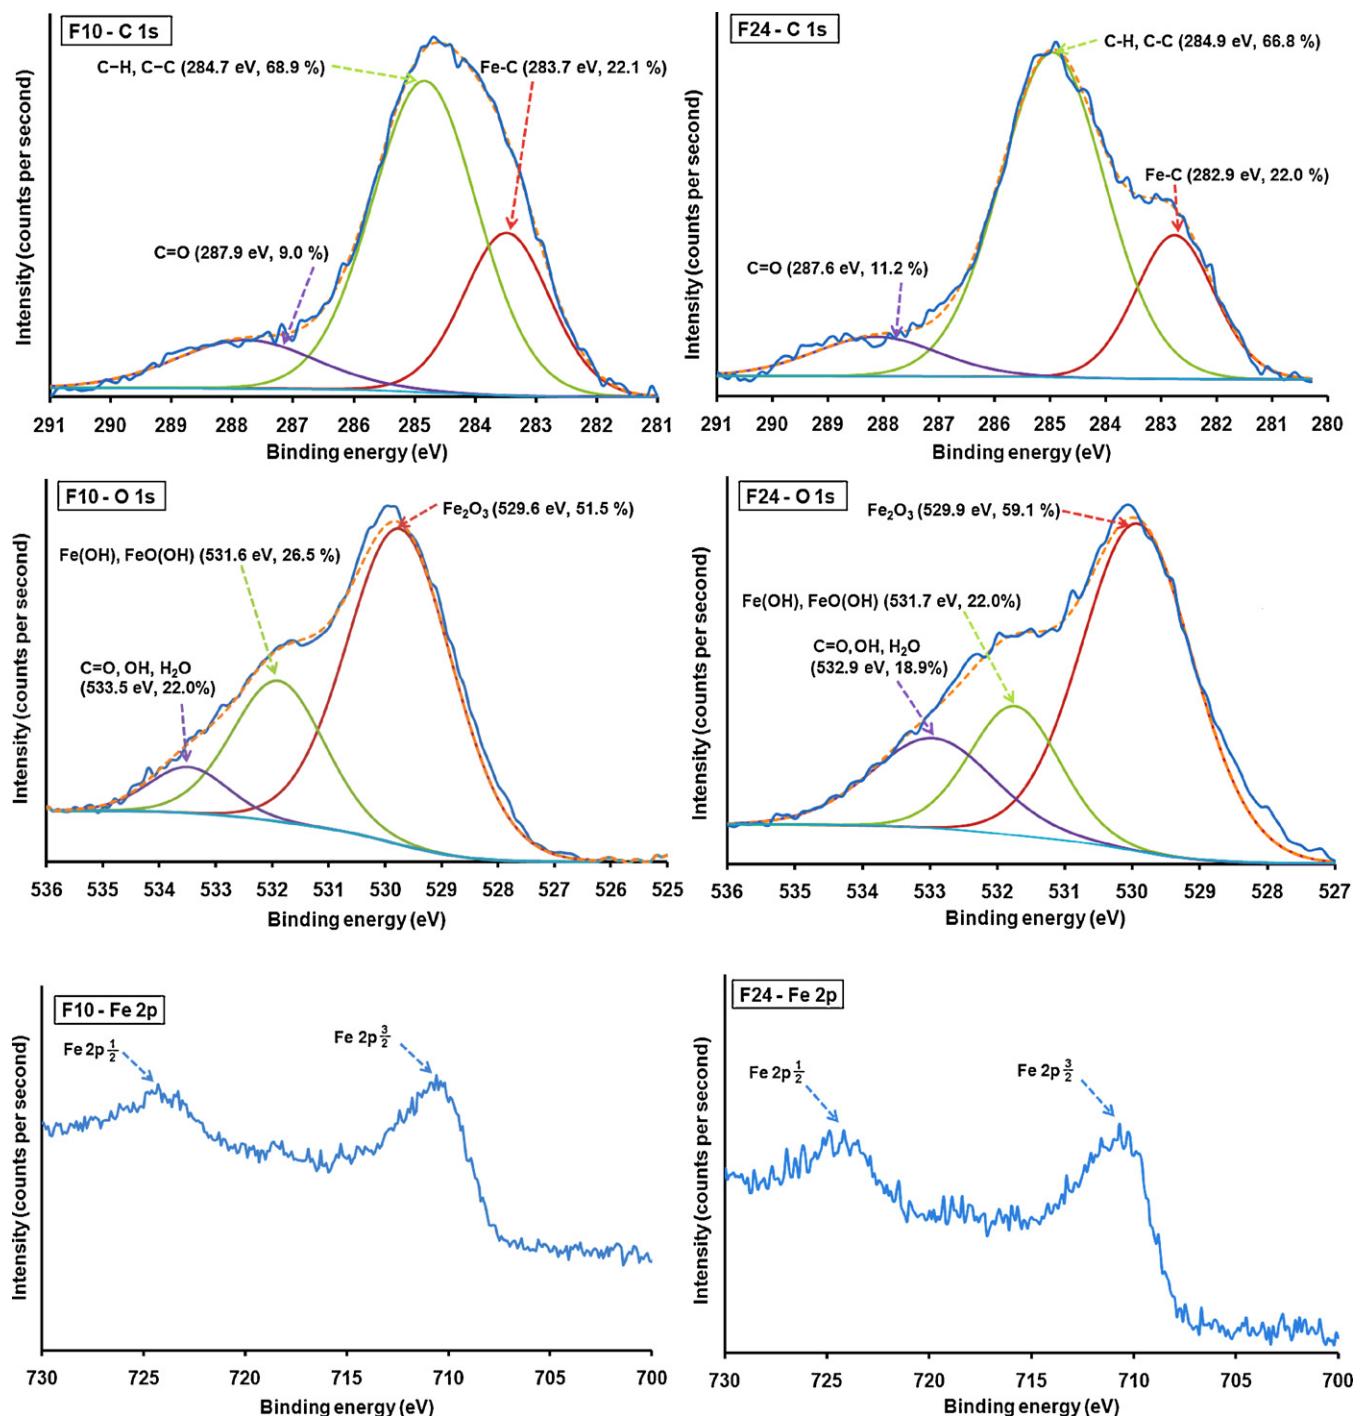 F10 - C 1s
C−H, C−C (284.7 eV, 68.9 %)
Fe-C (283.7 eV, 22.1 %)
C=O (287.9 eV, 9.0 %)
Intensity (counts per second)
291 290 289 288 287 286 285 284 283 282 281
Binding energy (eV)
F24 - C 1s
C-H, C-C (284.9 eV, 66.8 %)
Fe-C (282.9 eV, 22.0 %)
C=O (287.6 eV, 11.2 %)
Intensity (counts per second)
291 290 289 288 287 286 285 284 283 282 281 280
Binding energy (eV)
F10 - O 1s
Fe₂O₃ (529.6 eV, 51.5 %)
Fe(OH), FeO(OH) (531.6 eV, 26.5 %)
C=O, OH, H₂O
(533.5 eV, 22.0%)
Intensity (counts per second)
536 535 534 533 532 531 530 529 528 527 526 525
Binding energy (eV)
F24 - O 1s
Fe₂O₃ (529.9 eV, 59.1 %)
Fe(OH), FeO(OH) (531.7 eV, 22.0%)
C=O, OH, H₂O
(532.9 eV, 18.9%)
Intensity (counts per second)
536 535 534 533 532 531 530 529 528 527
Binding energy (eV)
F10 - Fe 2p
Fe 2p 1/2
Fe 2p 3/2
Intensity (counts per second)
730 725 720 715 710 705 700
Binding energy (eV)
F24 - Fe 2p
Fe 2p 1/2
Fe 2p 3/2
Intensity (counts per second)
730 725 720 715 710 705 700
Binding energy (eV)